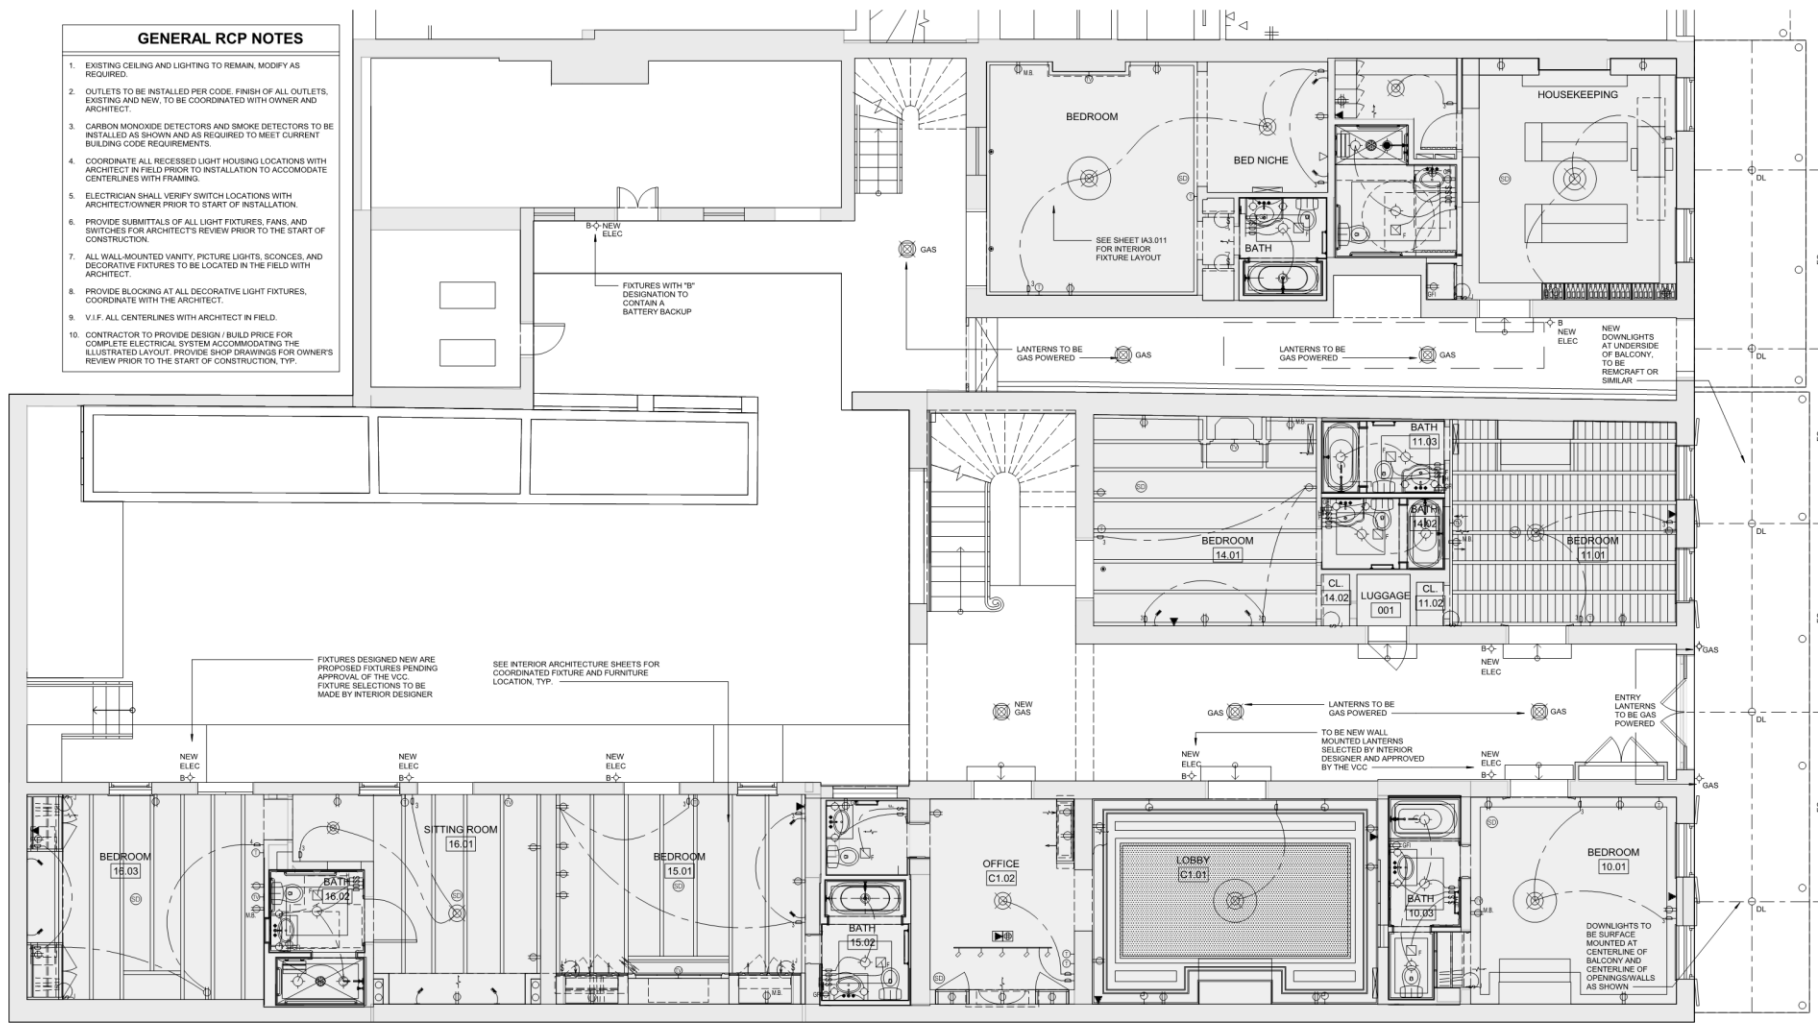 GENERAL RCP NOTES
1. EXISTING CEILING AND LIGHTING TO REMAIN, MODIFY AS
REQUIRED.
2. OUTLETS TO BE INSTALLED PER CODE. FINISH OF ALL OUTLETS,
EXISTING AND NEW, TO BE COORDINATED WITH OWNER AND
ARCHITECT.
3. CARBON MONOXIDE DETECTORS AND SMOKE DETECTORS TO BE
INSTALLED AS SHOWN AND AS REQUIRED TO MEET CURRENT
BUILDING CODE REQUIREMENTS.
4. COORDINATE ALL RECESSED LIGHT HOUSING LOCATIONS WITH
ARCHITECT IN FIELD PRIOR TO INSTALLATION TO ACCOMODATE
CENTERLINES WITH FRAMING.
5. ELECTRICIAN SHALL VERIFY SWITCH LOCATIONS WITH
ARCHITECT/OWNER PRIOR TO START OF INSTALLATION.
6. PROVIDE SUBMITTALS OF ALL LIGHT FIXTURES, FANS, AND
SWITCHES FOR ARCHITECT'S REVIEW PRIOR TO THE START OF
CONSTRUCTION.
7. ALL WALL-MOUNTED VANITY, PICTURE LIGHTS, SCONCES, AND
DECORATIVE FIXTURES TO BE LOCATED IN THE FIELD WITH
ARCHITECT.
8. PROVIDE BLOCKING AT ALL DECORATIVE LIGHT FIXTURES,
COORDINATE WITH THE ARCHITECT.
9. V.I.F. ALL CENTERLINES WITH ARCHITECT IN FIELD.
10. CONTRACTOR TO PROVIDE DESIGN / BUILD PRICE FOR
COMPLETE ELECTRICAL SYSTEM ACCOMMODATING THE
ILLUSTRATED LAYOUT. PROVIDE SHOP DRAWINGS FOR OWNER'S
REVIEW PRIOR TO THE START OF CONSTRUCTION, TYP.
M.B.
BEDROOM
BED NICHE
HOUSEKEEPING
SD
SD
SD
DL
BATH
SEE SHEET IA3.011
FOR INTERIOR
FIXTURE LAYOUT
B NEW
ELEC
GAS
FIXTURES WITH "B"
DESIGNATION TO
CONTAIN A
BATTERY BACKUP
LANTERNS TO BE
GAS POWERED
GAS
LANTERNS TO BE
GAS POWERED
GAS
B
NEW
ELEC
NEW
DOWNLIGHTS
AT UNDERSIDE
OF BALCONY,
TO BE
REMCRAFT OR
SIMILAR
DL
BATH
11.03
BATH
14.02
SD
BEDROOM
14.01
BEDROOM
11.01
M.B.
DL
CL.
14.02
LUGGAGE
001
CL.
11.02
FIXTURES DESIGNED NEW ARE
PROPOSED FIXTURES PENDING
APPROVAL OF THE VCC.
FIXTURE SELECTIONS TO BE
MADE BY INTERIOR DESIGNER
SEE INTERIOR ARCHITECTURE SHEETS FOR
COORDINATED FIXTURE AND FURNITURE
LOCATION, TYP.
B
NEW
ELEC
GAS
NEW
GAS
GAS
LANTERNS TO BE
GAS POWERED
GAS
ENTRY
LANTERNS
TO BE GAS
POWERED
DL
TO BE NEW WALL
MOUNTED LANTERNS
SELECTED BY INTERIOR
DESIGNER AND APPROVED
BY THE VCC
NEW
ELEC
B
NEW
ELEC
B
NEW
ELEC
B
NEW
ELEC
B
NEW
ELEC
B
GAS
BEDROOM
16.03
SD
SITTING ROOM
16.01
SD
BATH
16.02
M.B.
BEDROOM
15.01
SD
BATH
15.02
M.B.
OFFICE
C1.02
SD
LOBBY
C1.01
BATH
10.03
M.B.
SD
BEDROOM
10.01
DL
DOWNLIGHTS TO
BE SURFACE
MOUNTED AT
CENTERLINE OF
BALCONY AND
CENTERLINE OF
OPENINGS/WALLS
AS SHOWN